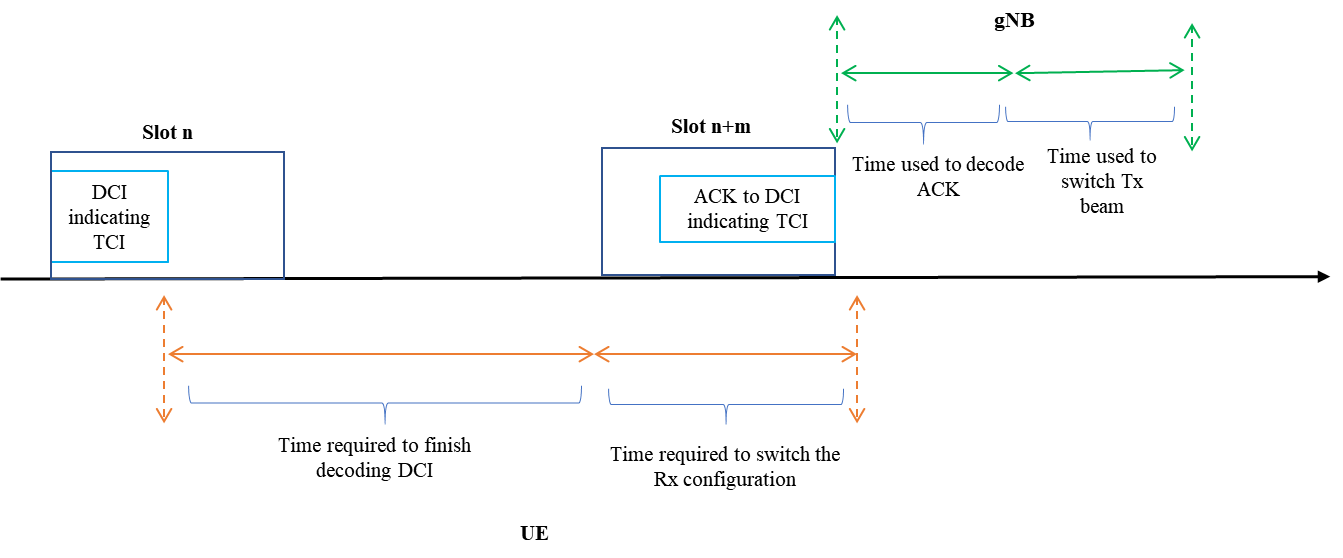 gNB
Slot n
Slot n+m
DCI
indicating
TCI
ACK to DCI
indicating TCI
Time used to decode
ACK
Time used to
switch Tx
beam
Time required to finish
decoding DCI
Time required to switch the
Rx configuration
UE